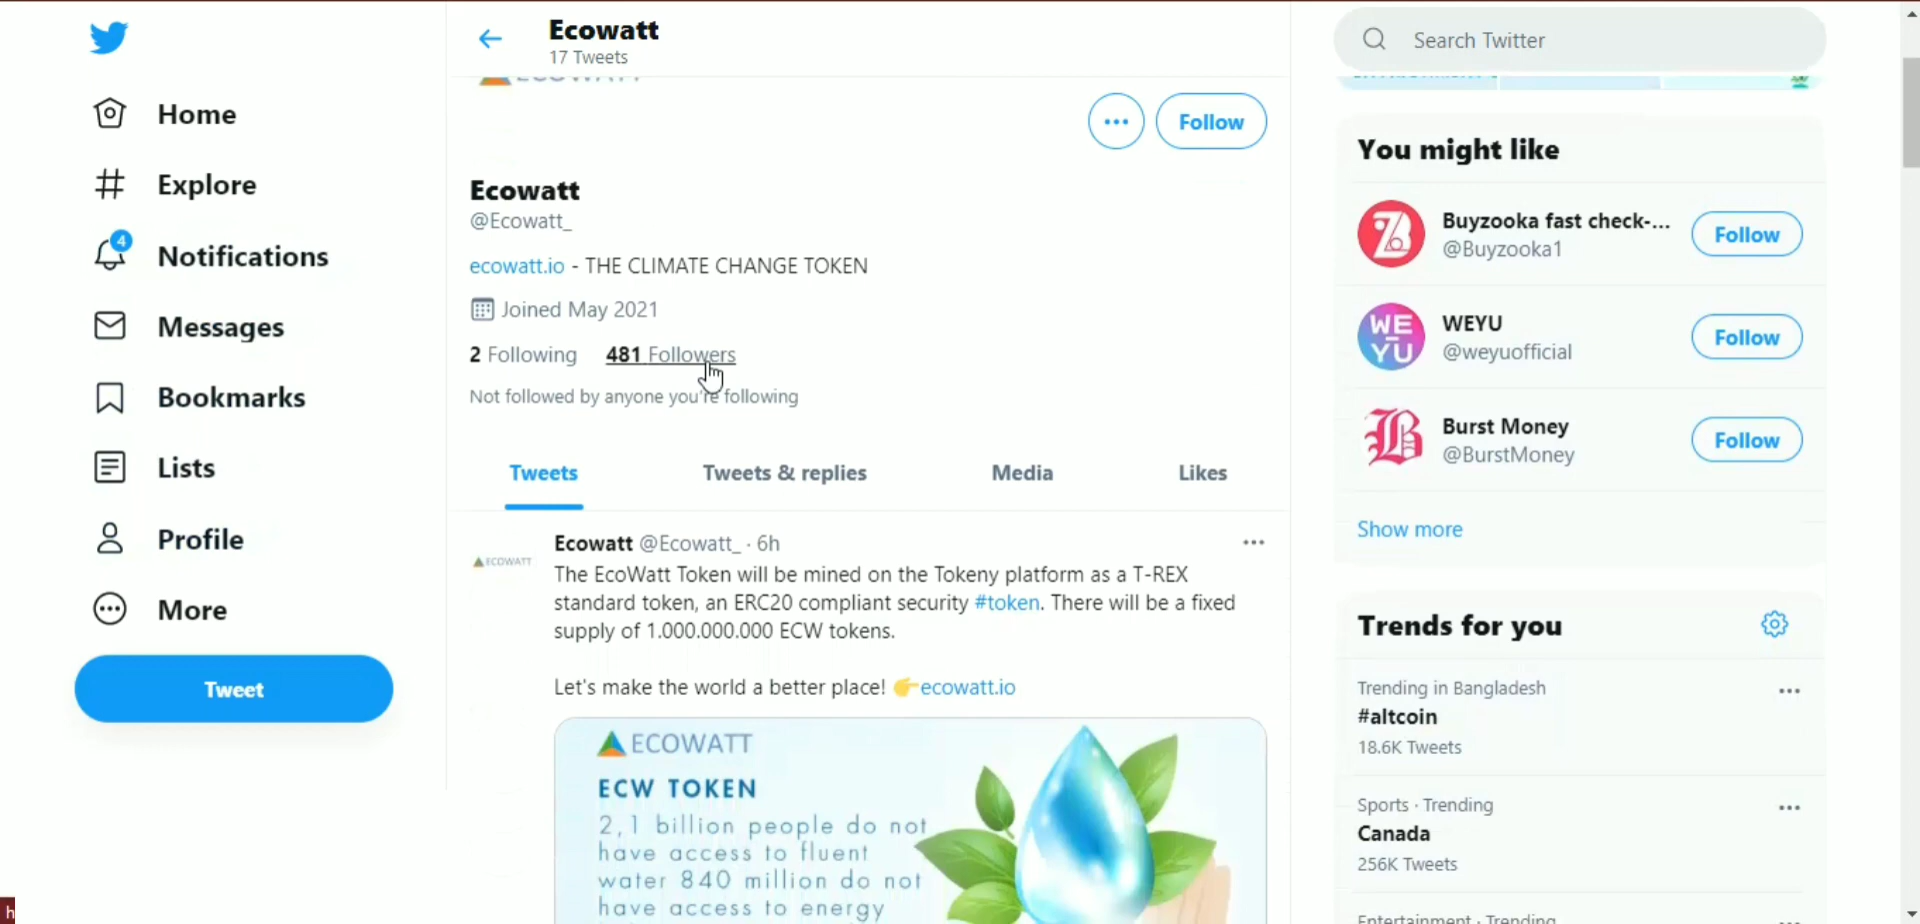 Home
Explore
4
Notifications
Messages
Bookmarks
Lists
Profile
More
Tweet
Ecowatt
17 Tweets
Follow
Ecowatt
@Ecowatt_
ecowatt.io - THE CLIMATE CHANGE TOKEN
Joined May 2021
2 Following 481 Followers
Not followed by anyone you're following
Tweets Tweets & replies Media Likes
ECOWATT
Ecowatt @Ecowatt_ · 6h
The EcoWatt Token will be mined on the Tokeny platform as a T-REX
standard token, an ERC20 compliant security #token. There will be a fixed
supply of 1.000.000.000 ECW tokens.
Let's make the world a better place! 👉ecowatt.io
ECOWATT
ECW TOKEN
2,1 billion people do not
have access to fluent
water 840 million do not
have access to energy
Search Twitter
You might like
Buyzooka fast check-...
@Buyzooka1
Follow
WE
YU
WEYU
@weyuofficial
Follow
Burst Money
@BurstMoney
Follow
Show more
Trends for you
Trending in Bangladesh
#altcoin
18.6K Tweets
Sports · Trending
Canada
256K Tweets
Entertainment · Trending
h